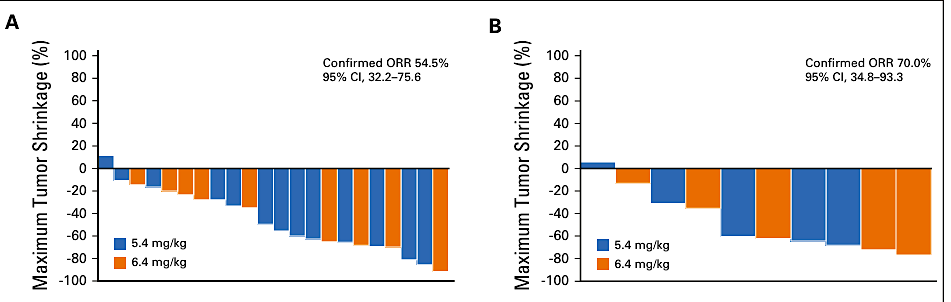 A
Maximum Tumor Shrinkage (%)
100
80
60
40
20
0
-20
-40
-60
-80
-100
Confirmed ORR 54.5%
95% CI, 32.2–75.6
5.4 mg/kg
6.4 mg/kg
B
Maximum Tumor Shrinkage (%)
100
80
60
40
20
0
-20
-40
-60
-80
-100
Confirmed ORR 70.0%
95% CI, 34.8–93.3
5.4 mg/kg
6.4 mg/kg